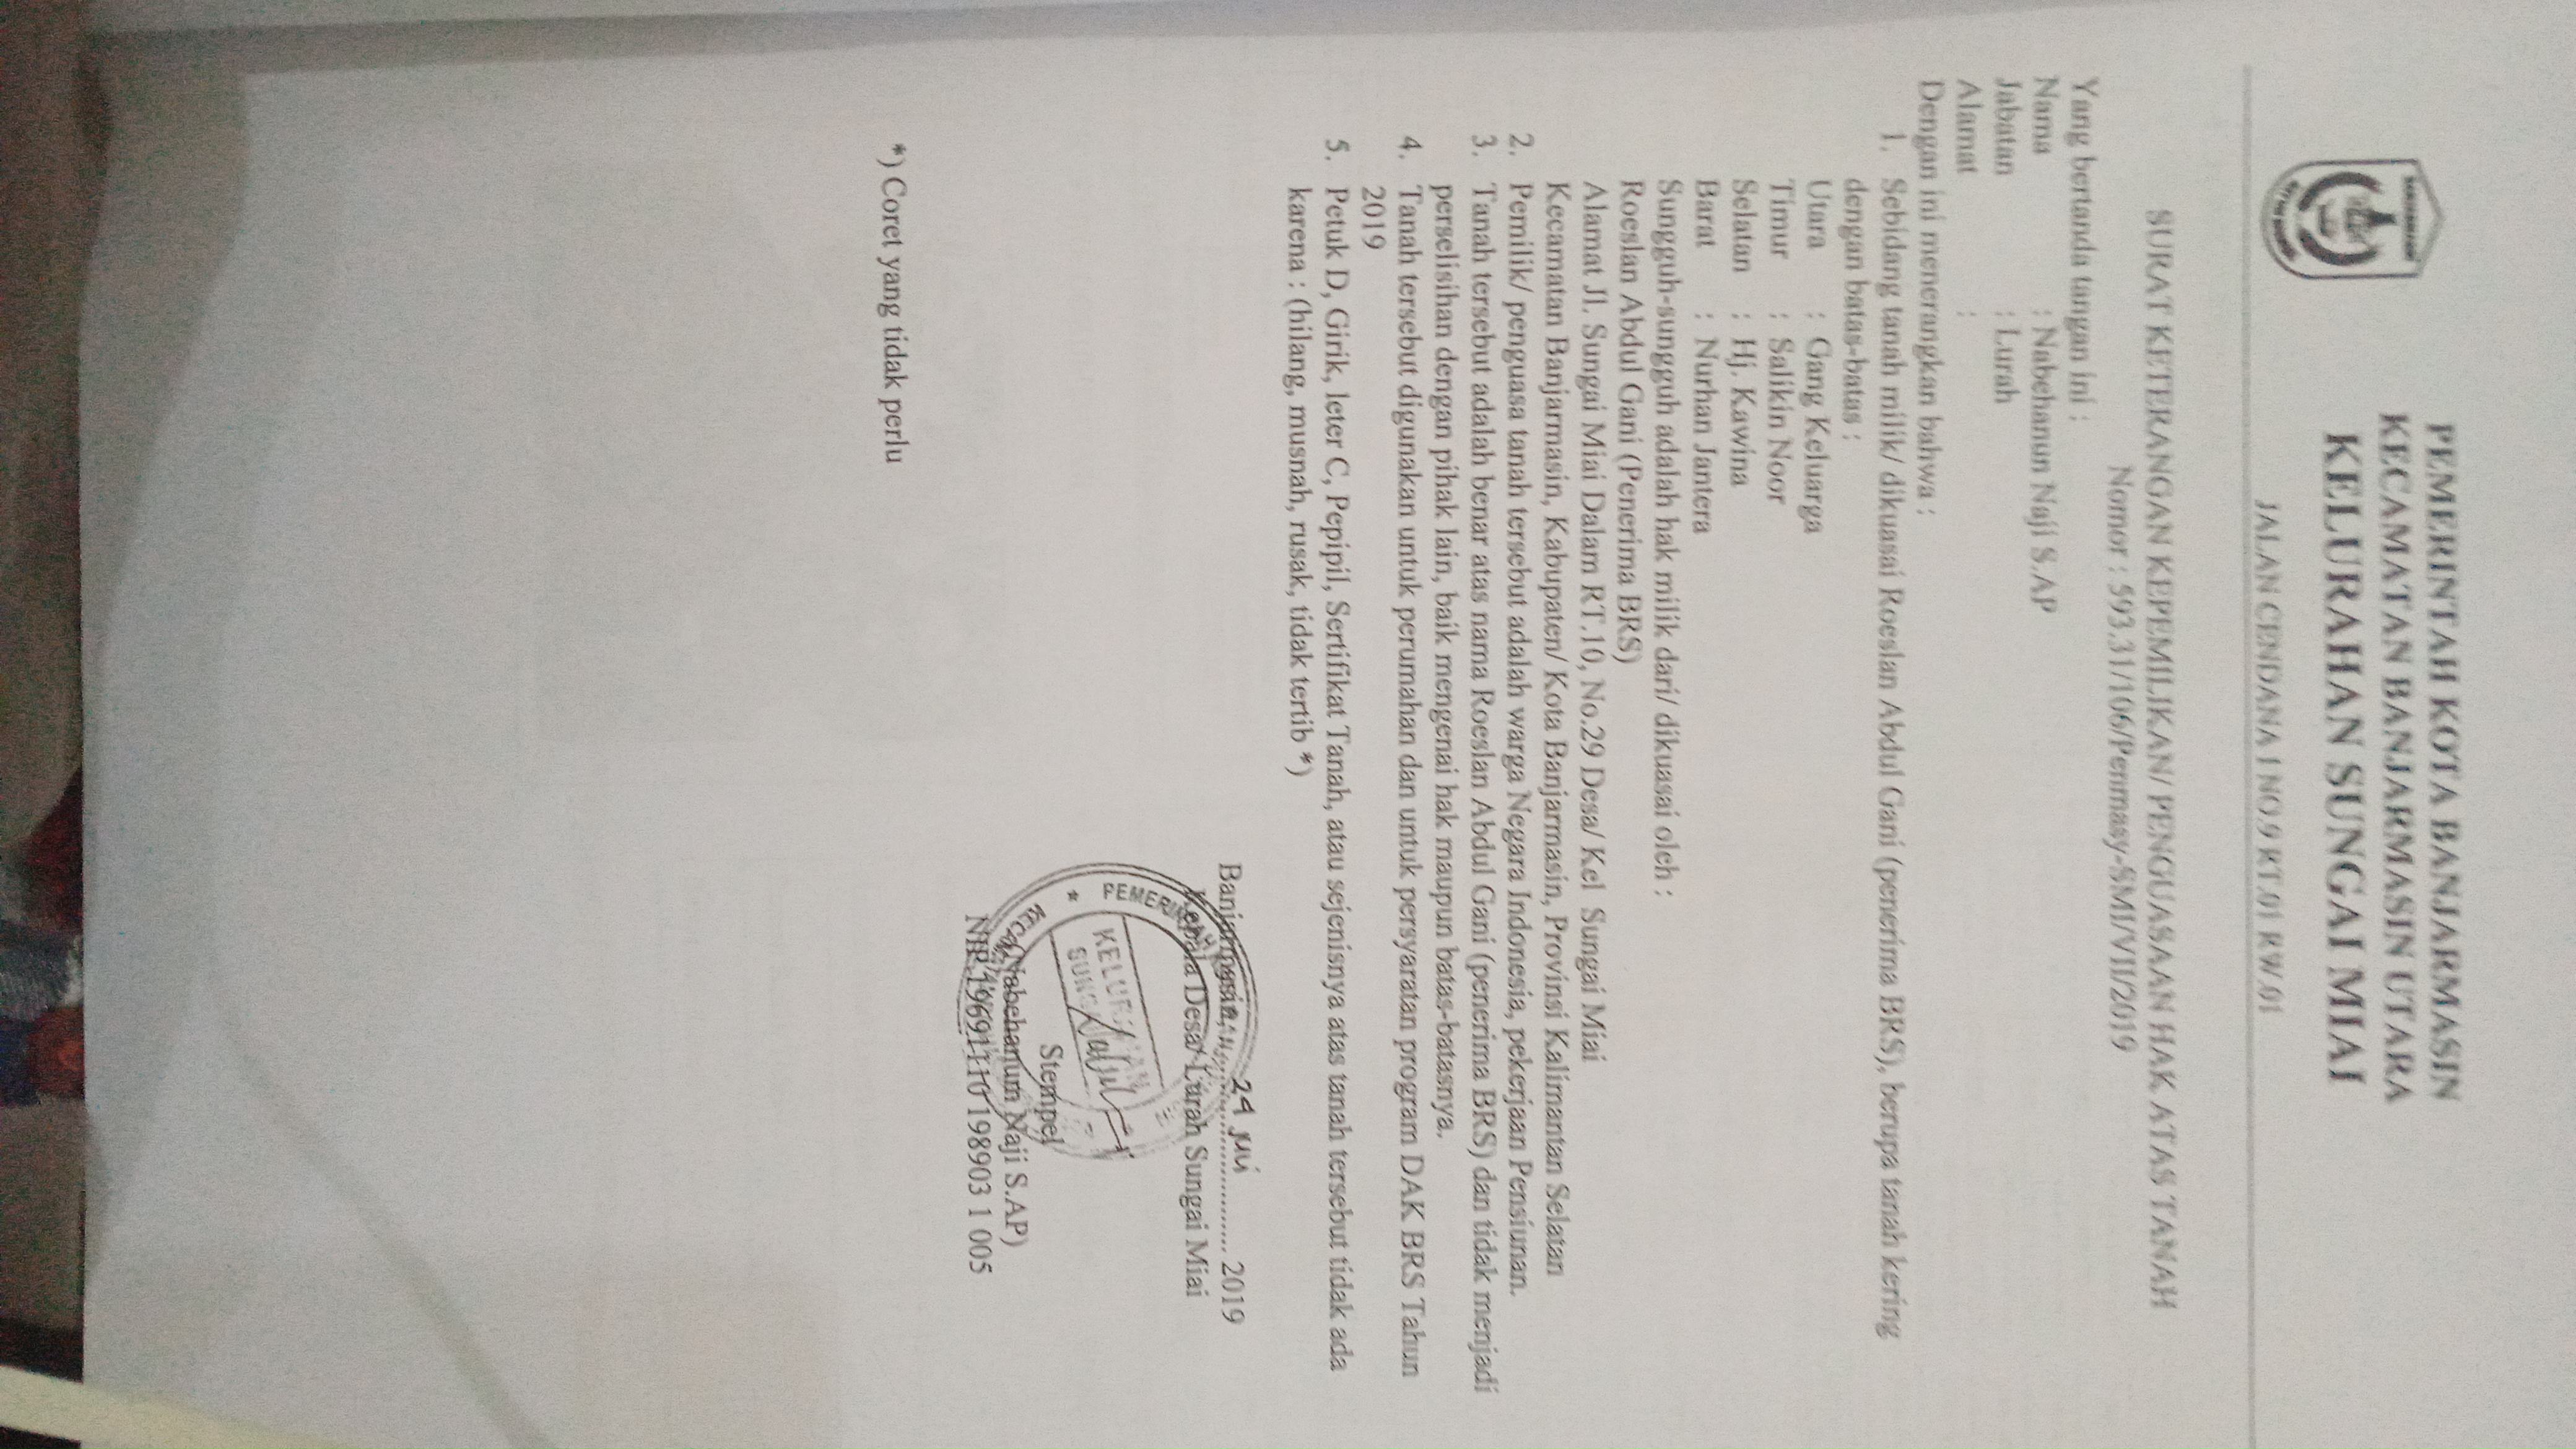 PEMERINTAH KOTA BANJARMASIN
KECAMATAN BANJARMASIN UTARA
KELURAHAN SUNGAI MIAI
JALAN CENDANA I NO.9 RT.01 RW.01
SURAT KETERANGAN KEPEMILIKAN/ PENGUASAAN HAK ATAS TANAH
Nomor : 593.31/106/Permasy-SMI/VII/2019
Yang bertanda tangan ini :
Nama : Nabehanun Naji S.AP
Jabatan : Lurah
Alamat :
Dengan ini menerangkan bahwa :
1. Sebidang tanah milik/ dikuasai Roeslan Abdul Gani (penerima BRS), berupa tanah kering
dengan batas-batas :
Utara : Gang Keluarga
Timur : Salikin Noor
Selatan : Hj. Kawina
Barat : Nurhan Jantera
Sungguh-sungguh adalah hak milik dari/ dikuasai oleh :
Roeslan Abdul Gani (Penerima BRS)
Alamat Jl. Sungai Miai Dalam RT.10, No.29 Desa/ Kel Sungai Miai
Kecamatan Banjarmasin, Kabupaten/ Kota Banjarmasin, Provinsi Kalimantan Selatan
2. Pemilik/ penguasa tanah tersebut adalah warga Negara Indonesia, pekerjaan Pensiunan.
3. Tanah tersebut adalah benar atas nama Roeslan Abdul Gani (penerima BRS) dan tidak menjadi
perselisihan dengan pihak lain, baik mengenai hak maupun batas-batasnya.
4. Tanah tersebut digunakan untuk perumahan dan untuk persyaratan program DAK BRS Tahun
2019
5. Petuk D, Girik, leter C, Pepipil, Sertifikat Tanah, atau sejenisnya atas tanah tersebut tidak ada
karena : (hilang, musnah, rusak, tidak tertib *)
Banjarmasin, 24 Juli 2019
Kepala Desa/ Lurah Sungai Miai
PEMERINTAH
KELURAHAN
SUNGAI
Stempel
(Nabehanum Naji S.AP)
NIP.19691110 198903 1 005
*) Coret yang tidak perlu